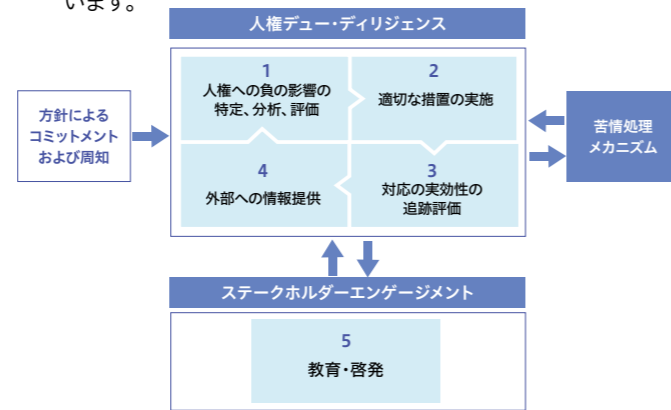 います。
人権デュー・ディリジェンス
1
人権への負の影響の
特定、分析、評価
2
適切な措置の実施
方針による
コミットメント
および周知
苦情処理
メカニズム
4
外部への情報提供
3
対応の実効性の
追跡評価
ステークホルダーエンゲージメント
5
教育・啓発